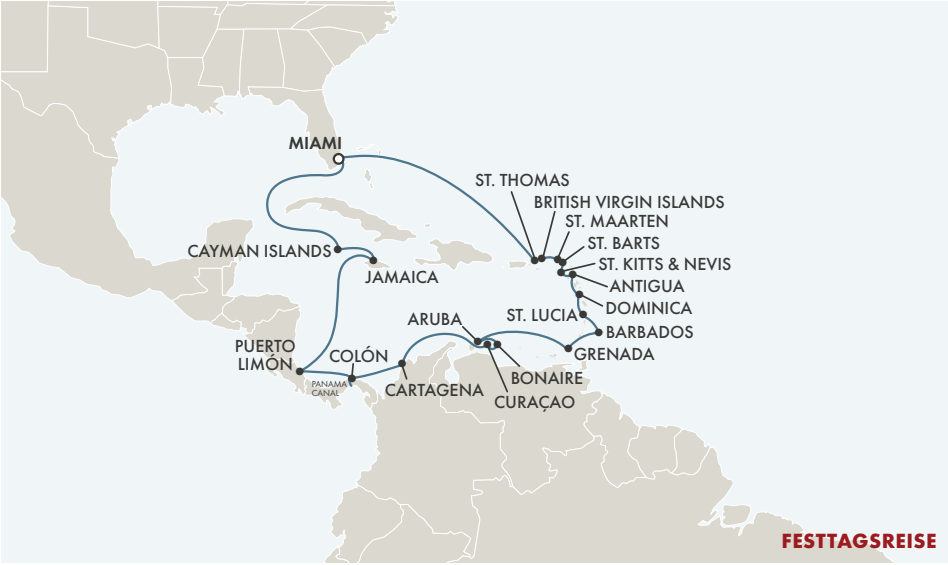 MIAMI
ST. THOMAS
BRITISH VIRGIN ISLANDS
ST. MAARTEN
ST. BARTS
CAYMAN ISLANDS
ST. KITTS & NEVIS
JAMAICA
ANTIGUA
DOMINICA
ST. LUCIA
ARUBA
BARBADOS
PUERTO
LIMÓN
COLÓN
GRENADA
BONAIRE
PANAMA
CANAL
CARTAGENA
CURAÇAO
FESTTAGSREISE